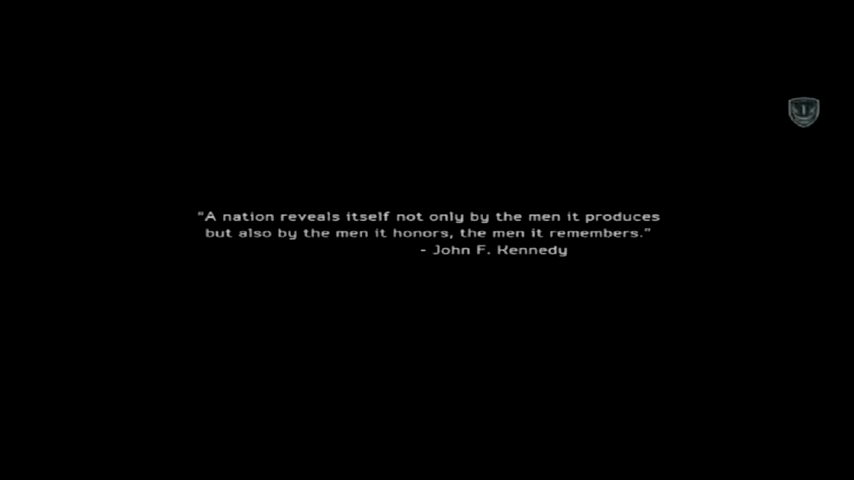 “A nation reveals itself not only by the men it produces
but also by the men it honors, the men it remembers.”
- John F. Kennedy